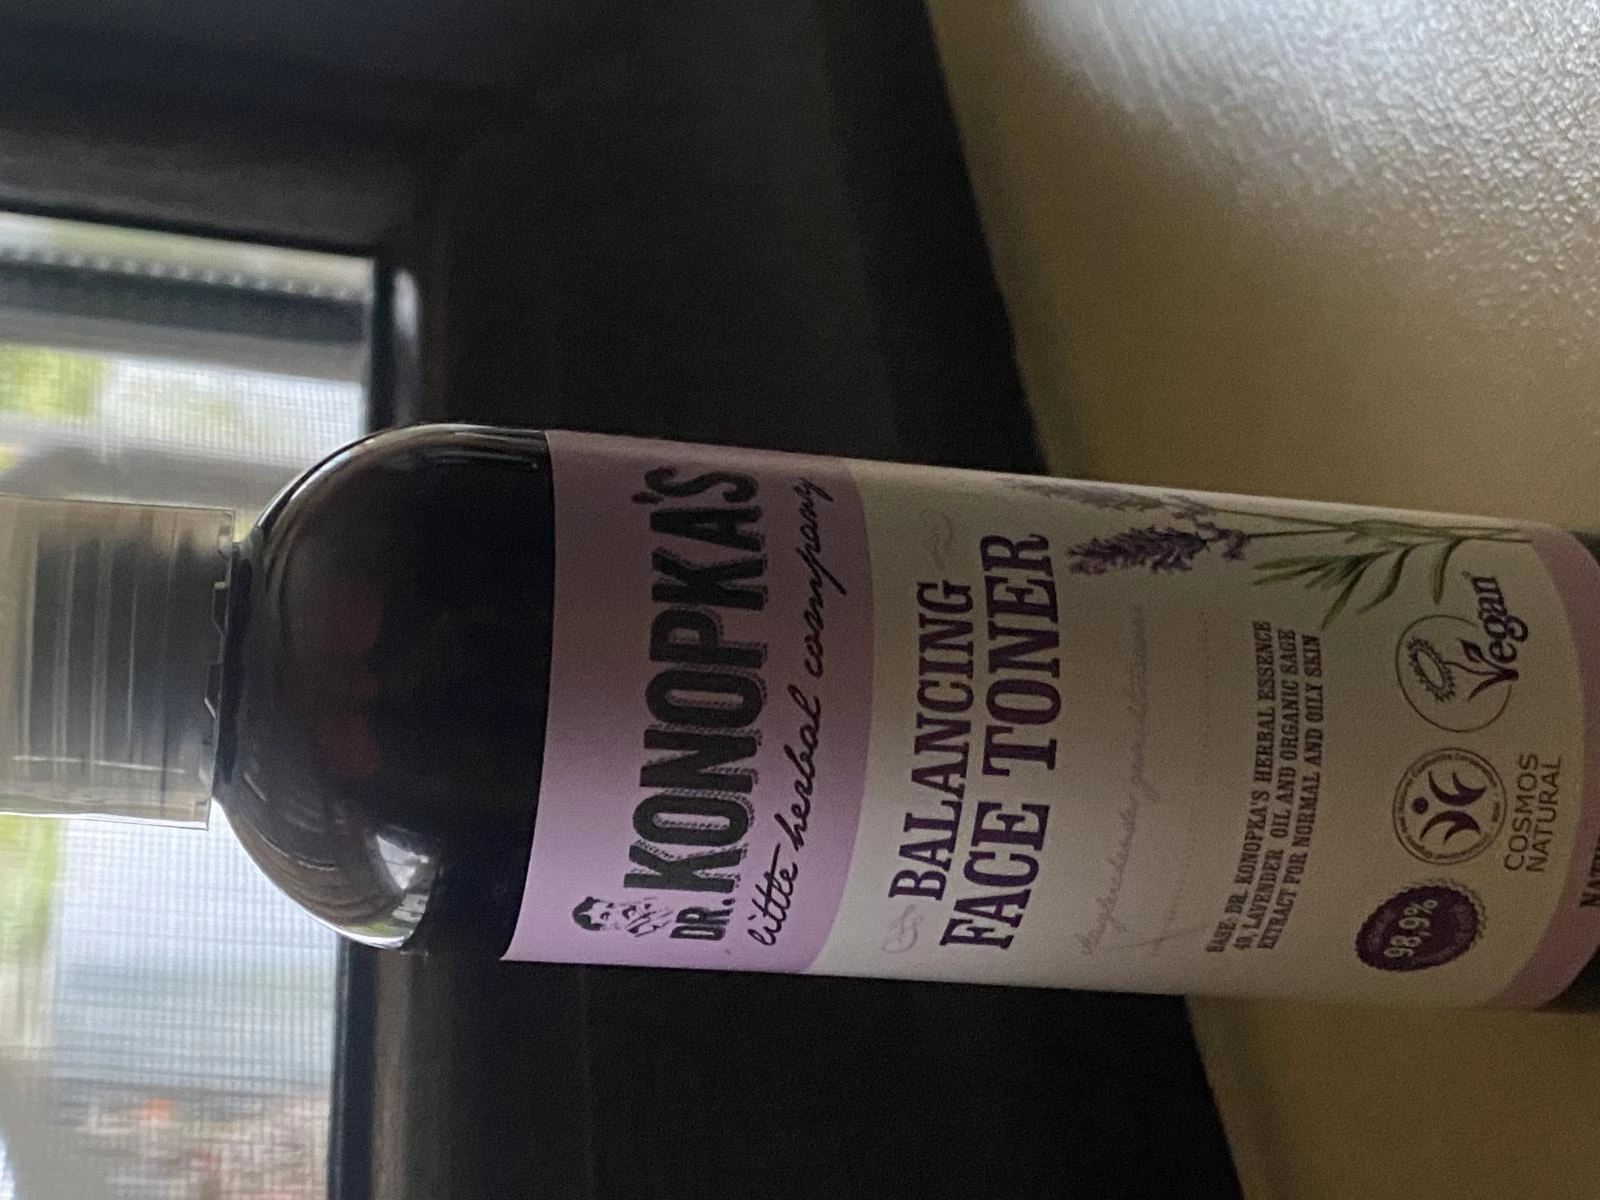 DR. KONOPKA'S
little herbal company
BALANCING
FACE TONER
BASE: DR. KONOPKA'S HERBAL ESSENCE
49, LAVENDER OIL AND ORGANIC SAGE
EXTRACT FOR NORMAL AND OILY SKIN
98,9%
COSMOS
NATURAL
Vegan